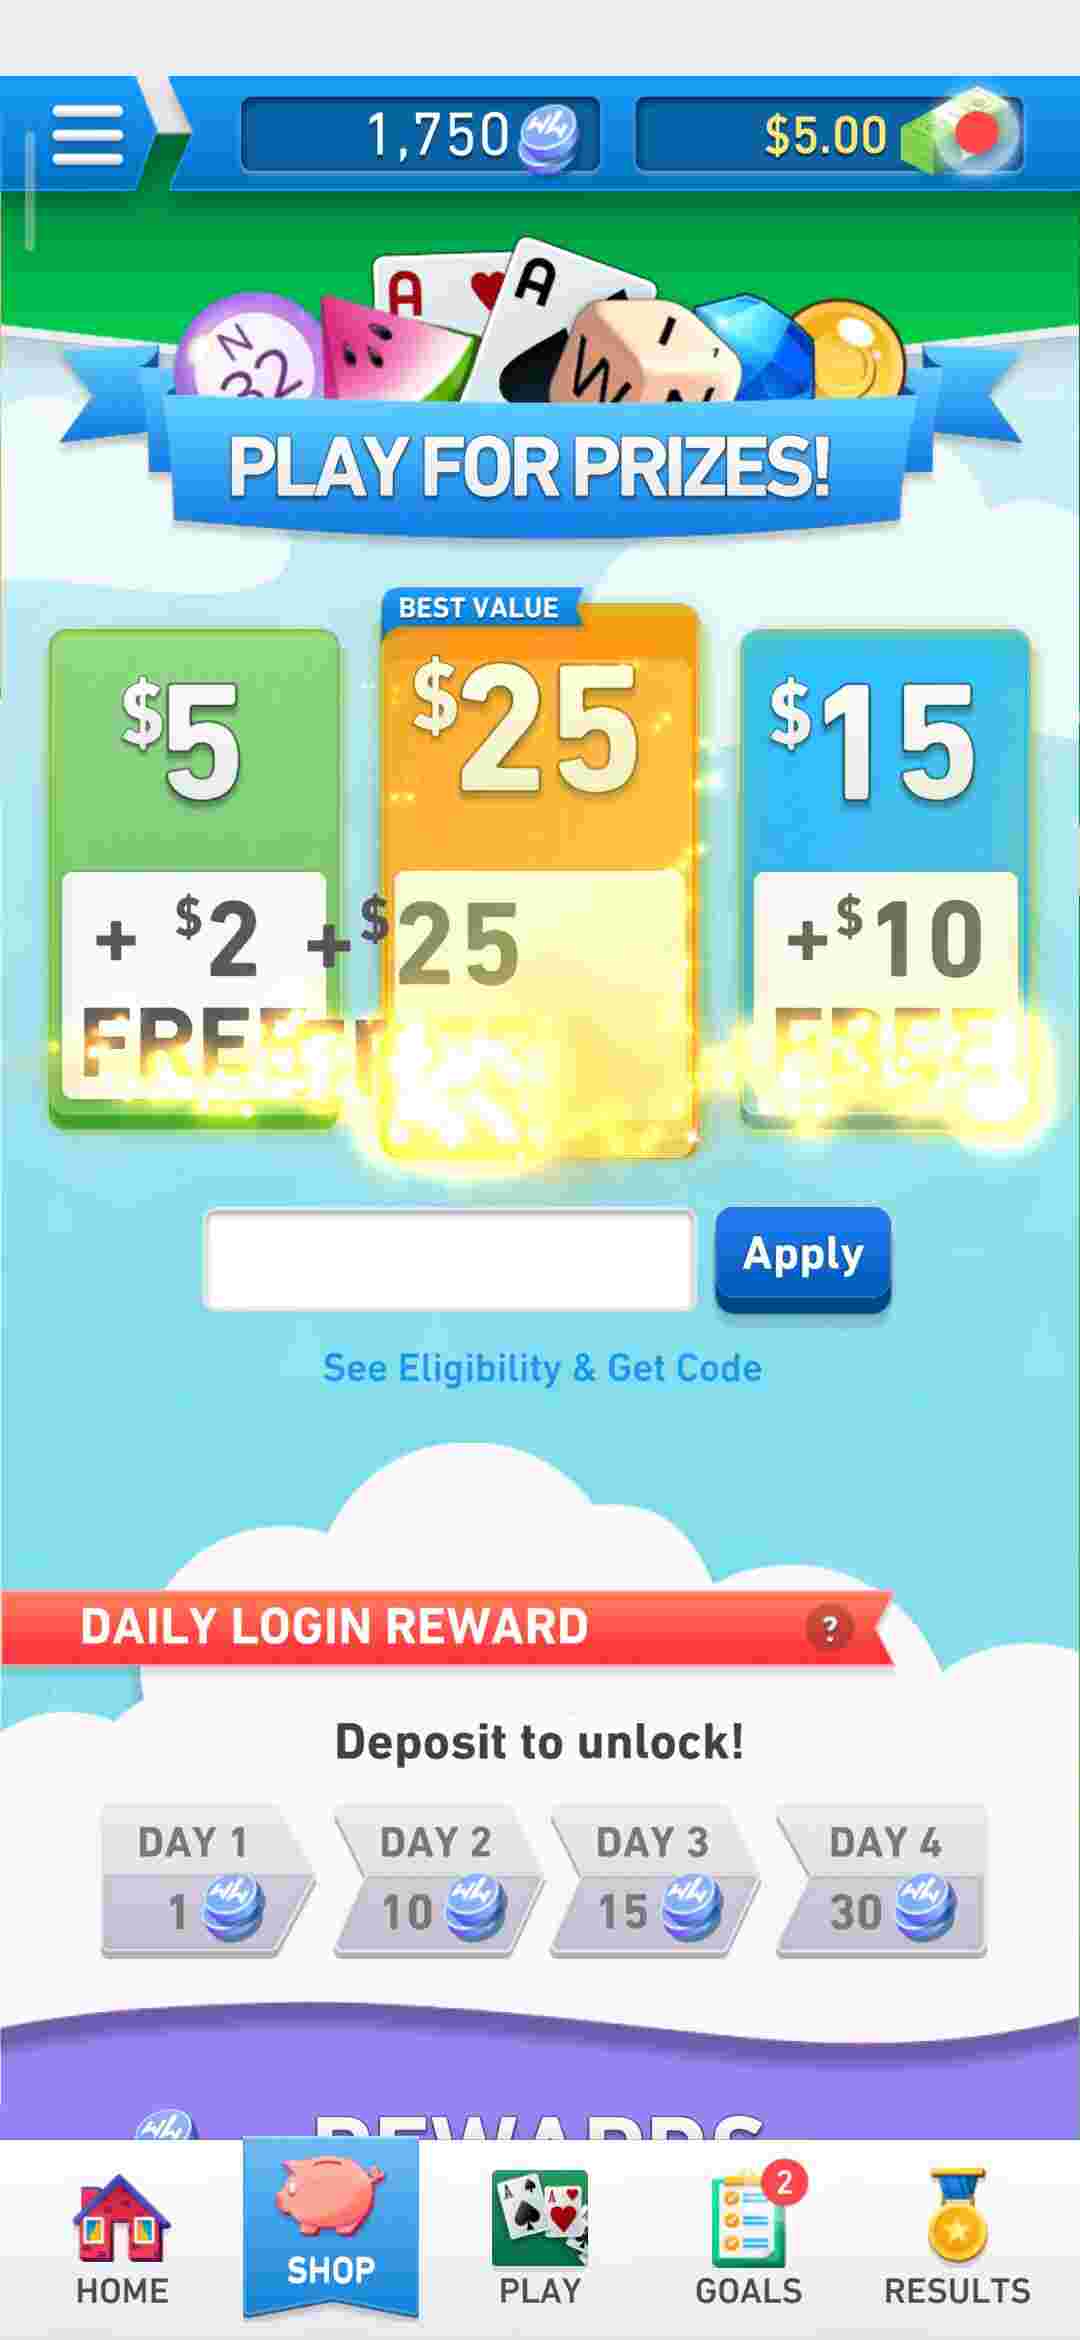 1,750
$5.00
N
32
A
A
W
I
N
PLAY FOR PRIZES!
BEST VALUE
$5
$25
$15
+ $2
+$25
+$10
FREE
FREE
Apply
See Eligibility & Get Code
DAILY LOGIN REWARD
?
Deposit to unlock!
DAY 1
DAY 2
DAY 3
DAY 4
1
10
15
30
REWARDS
2
HOME
SHOP
PLAY
GOALS
RESULTS